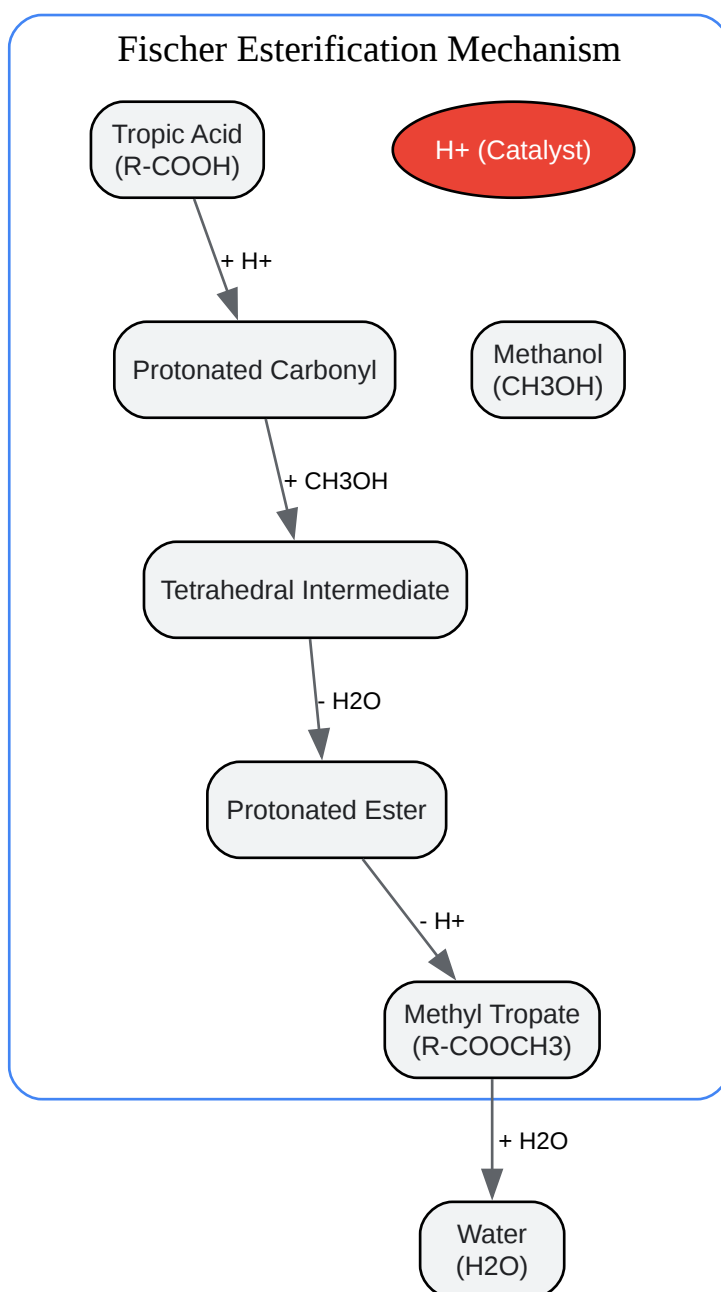 Fischer Esterification Mechanism
Tropic Acid
(R-COOH)
H+ (Catalyst)
+ H+
Protonated Carbonyl
Methanol
(CH3OH)
+ CH3OH
Tetrahedral Intermediate
- H2O
Protonated Ester
- H+
Methyl Tropate
(R-COOCH3)
+ H2O
Water
(H2O)